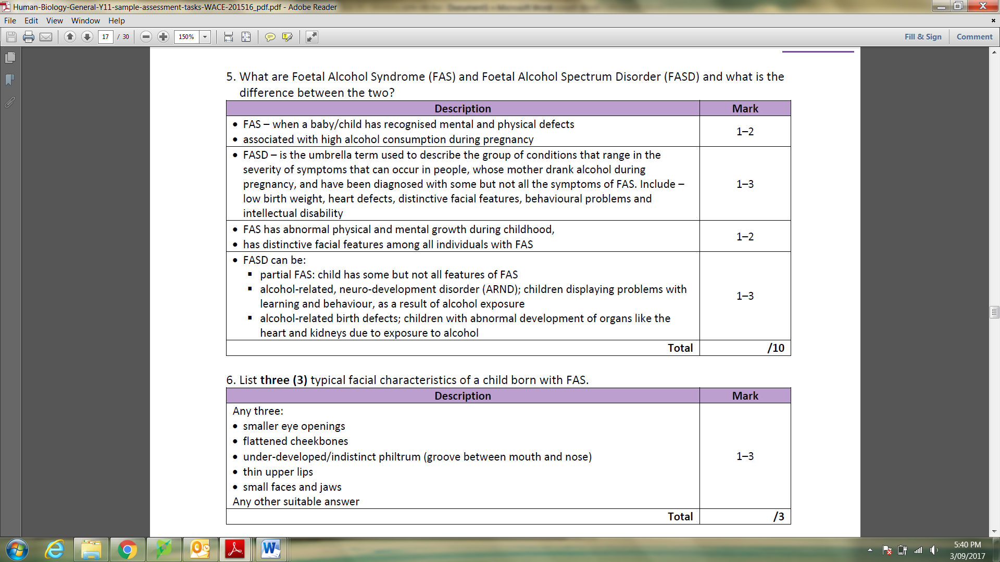 Human-Biology-General-Y11-sample-assessment-tasks-WACE-201516_pdf.pdf - Adobe Reader
File Edit View Window Help
17 / 30 150% Fill & Sign Comment
5. What are Foetal Alcohol Syndrome (FAS) and Foetal Alcohol Spectrum Disorder (FASD) and what is the
difference between the two?
Description Mark
• FAS – when a baby/child has recognised mental and physical defects
• associated with high alcohol consumption during pregnancy
1–2
• FASD – is the umbrella term used to describe the group of conditions that range in the
severity of symptoms that can occur in people, whose mother drank alcohol during
pregnancy, and have been diagnosed with some but not all the symptoms of FAS. Include –
low birth weight, heart defects, distinctive facial features, behavioural problems and
intellectual disability
1–3
• FAS has abnormal physical and mental growth during childhood,
• has distinctive facial features among all individuals with FAS
1–2
• FASD can be:
▪ partial FAS: child has some but not all features of FAS
▪ alcohol-related, neuro-development disorder (ARND); children displaying problems with
learning and behaviour, as a result of alcohol exposure
▪ alcohol-related birth defects; children with abnormal development of organs like the
heart and kidneys due to exposure to alcohol
1–3
Total /10
6. List three (3) typical facial characteristics of a child born with FAS.
Description Mark
Any three:
• smaller eye openings
• flattened cheekbones
• under-developed/indistinct philtrum (groove between mouth and nose)
• thin upper lips
• small faces and jaws
Any other suitable answer
1–3
Total /3
5:40 PM
3/09/2017